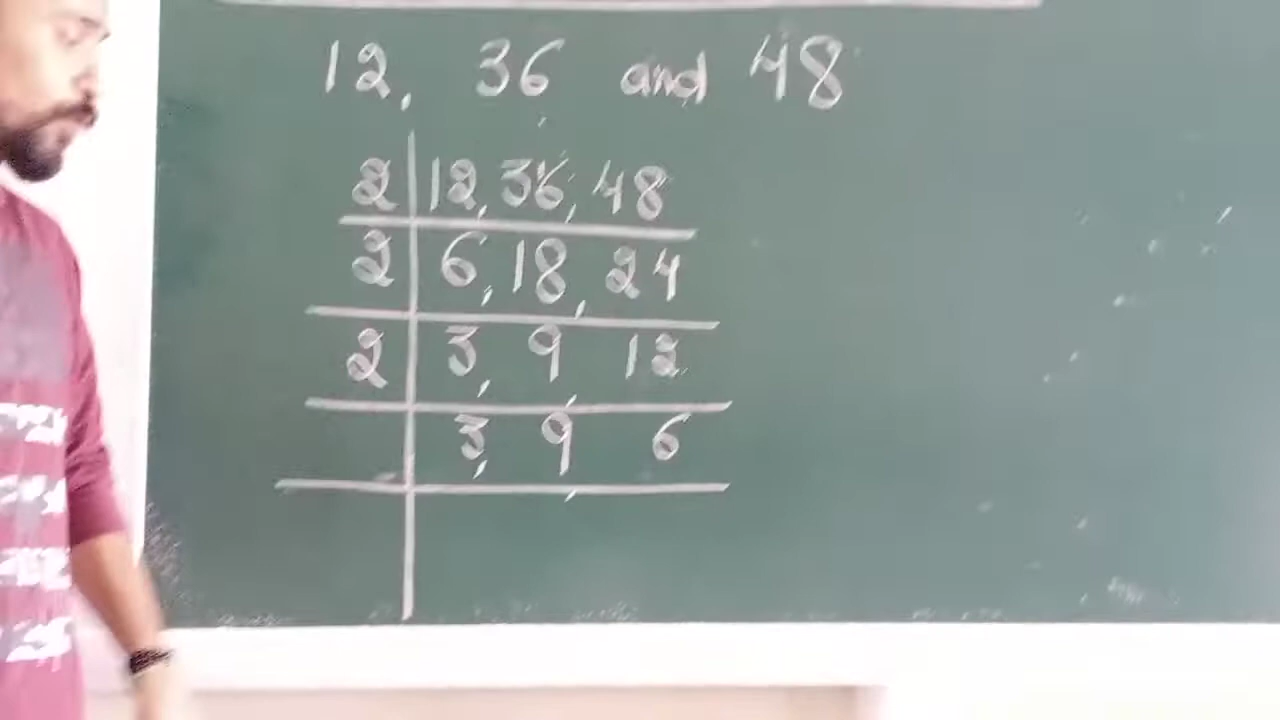 12, 36 and 48
2 12, 36, 48
2 6, 18, 24
2 3, 9, 12
3, 9, 6